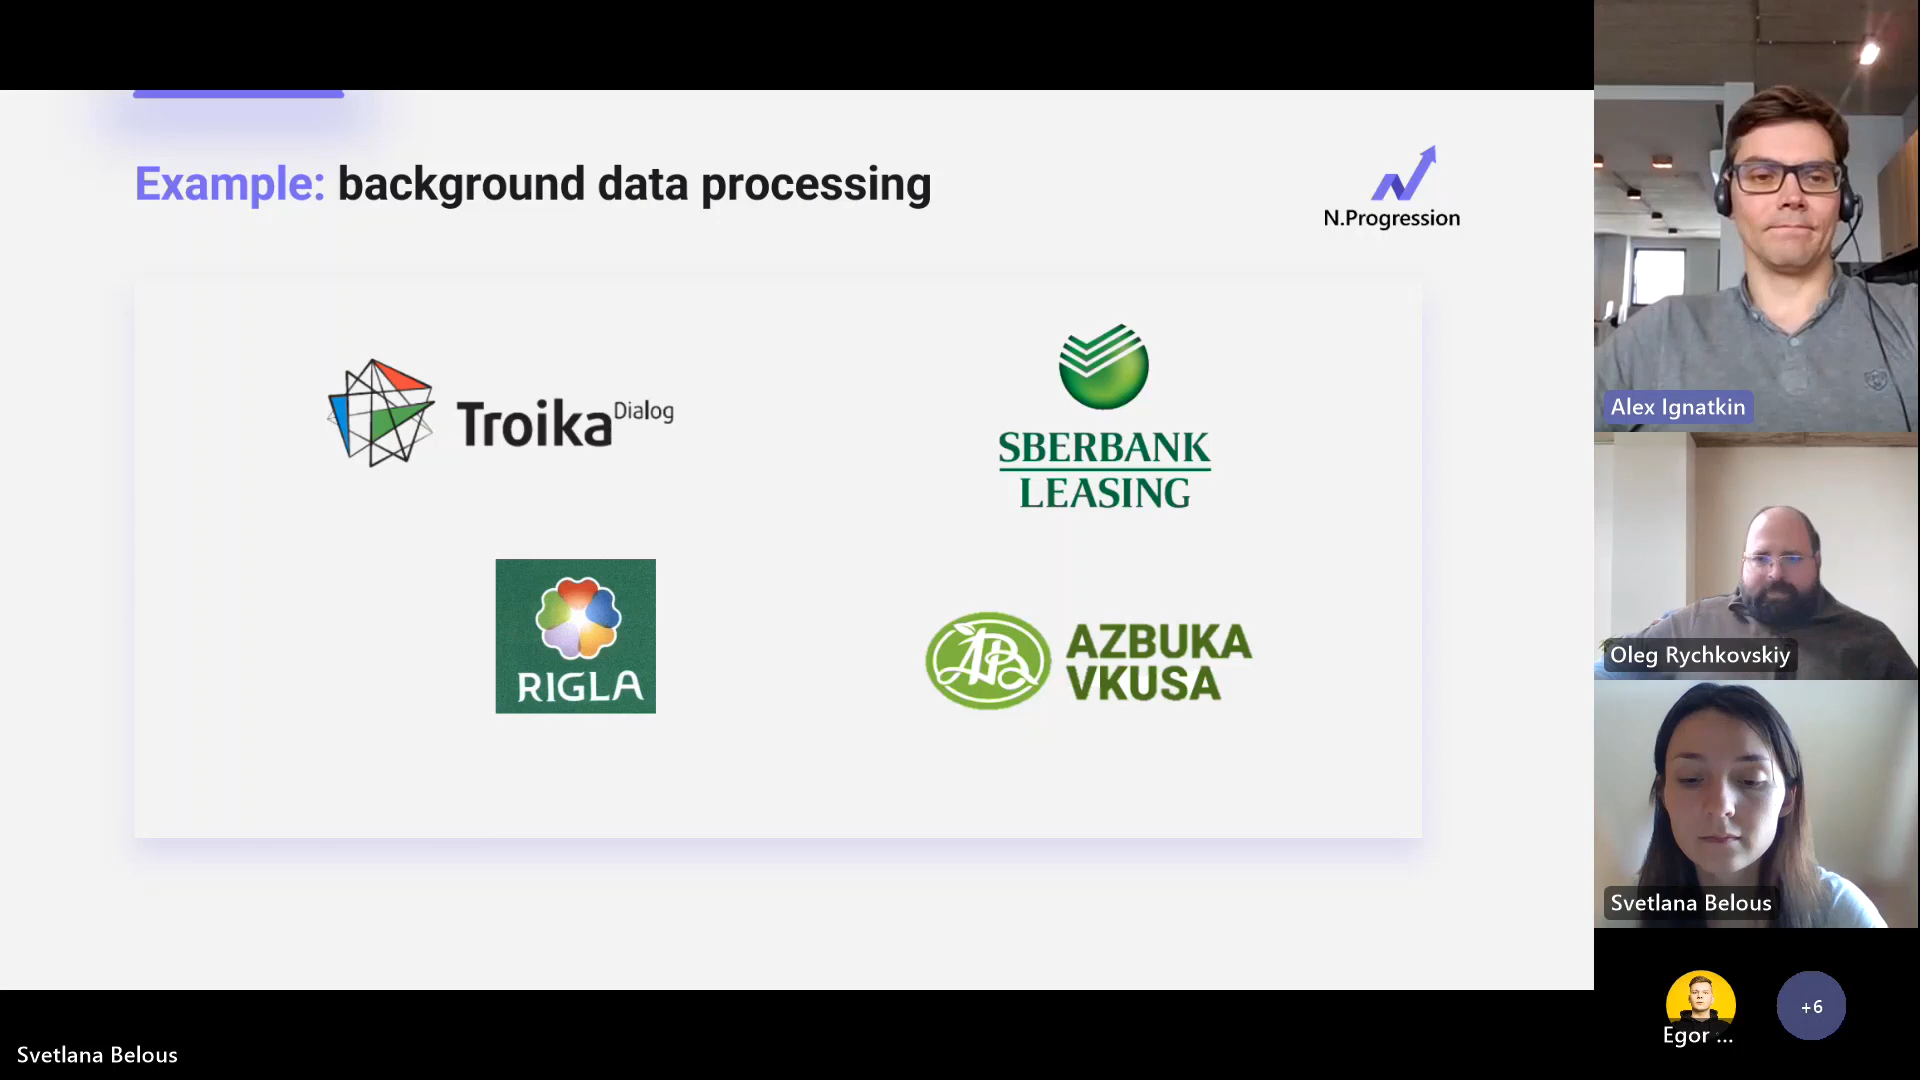 Example: background data processing
N.Progression
Troika Dialog
SBERBANK
LEASING
RIGLA
AZBUKA
VKUSA
Alex Ignatkin
Oleg Rychkovskiy
Svetlana Belous
Egor ...
+6
Svetlana Belous